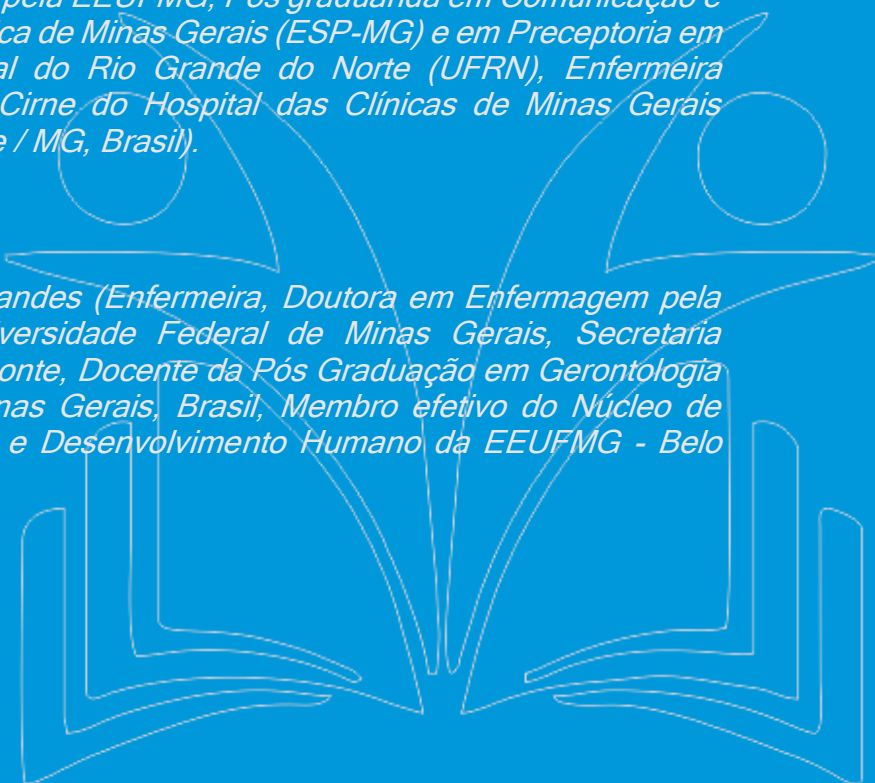 pela EEUFMG, Pós graduanda em Comunicação e
ca de Minas Gerais (ESP-MG) e em Preceptoria em
al do Rio Grande do Norte (UFRN), Enfermeira
Cirne do Hospital das Clínicas de Minas Gerais
e / MG, Brasil).
andes (Enfermeira, Doutora em Enfermagem pela
versidade Federal de Minas Gerais, Secretaria
onte, Docente da Pós Graduação em Gerontologia
nas Gerais, Brasil, Membro efetivo do Núcleo de
e Desenvolvimento Humano da EEUFMG - Belo